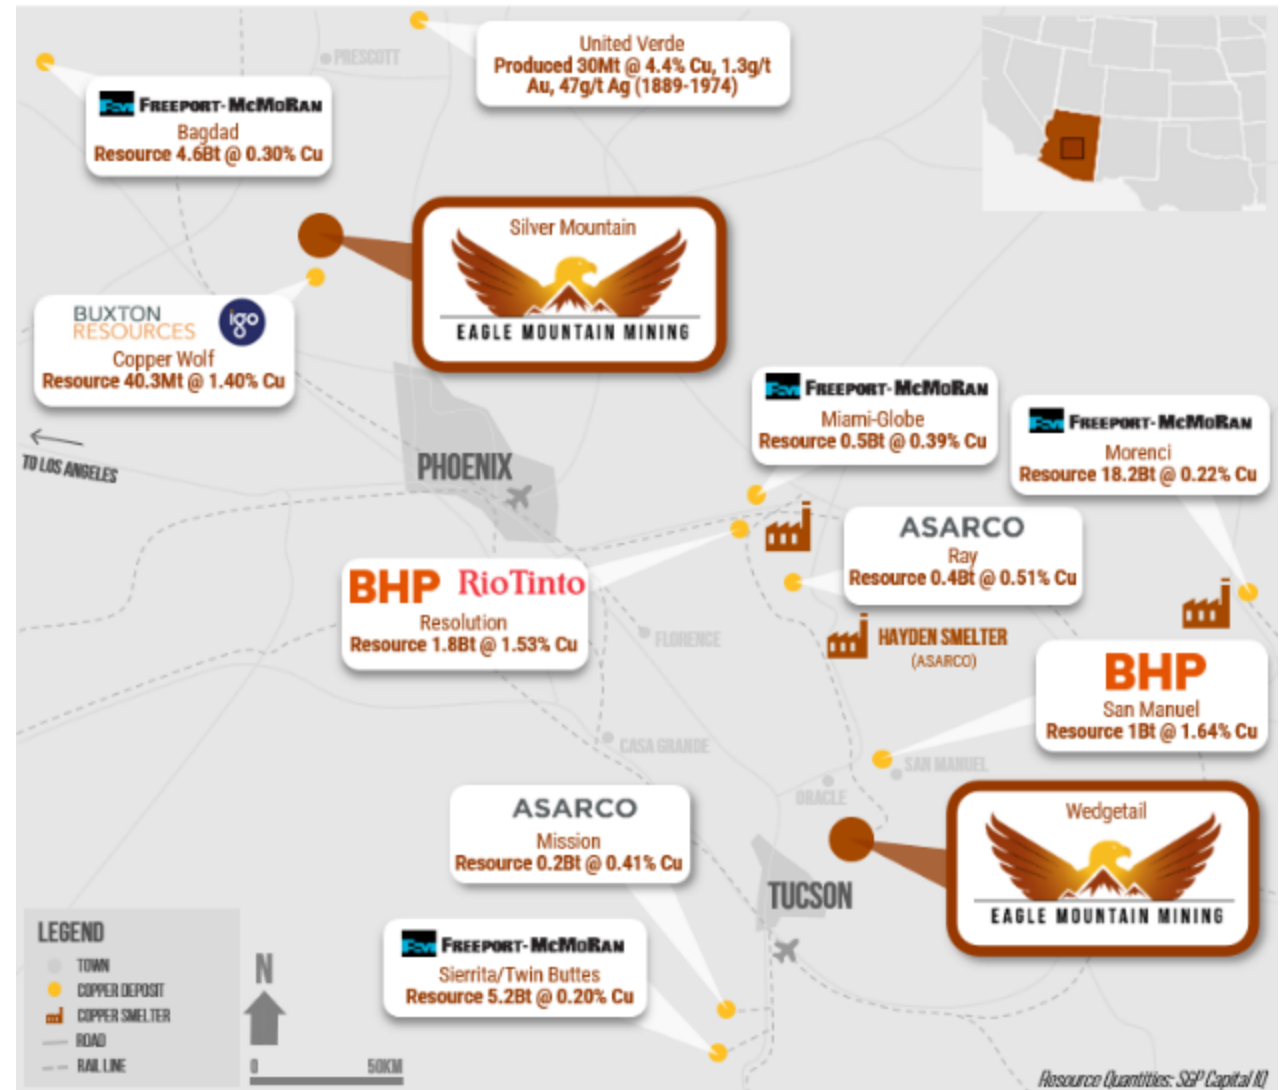 PRESCOTT
United Verde
Produced 30Mt @ 4.4% Cu, 1.3g/t
Au, 47g/t Ag (1889-1974)
FCX FREEPORT-McMoRAN
Bagdad
Resource 4.6Bt @ 0.30% Cu
Silver Mountain
EAGLE MOUNTAIN MINING
BUXTON
RESOURCES
igo
Copper Wolf
Resource 40.3Mt @ 1.40% Cu
TO LOS ANGELES
PHOENIX
FCX FREEPORT-McMoRAN
Miami-Globe
Resource 0.5Bt @ 0.39% Cu
FCX FREEPORT-McMoRAN
Morenci
Resource 18.2Bt @ 0.22% Cu
ASARCO
Ray
Resource 0.4Bt @ 0.51% Cu
BHP RioTinto
Resolution
Resource 1.8Bt @ 1.53% Cu
FLORENCE
HAYDEN SMELTER
(ASARCO)
BHP
San Manuel
Resource 1Bt @ 1.64% Cu
CASA GRANDE
SAN MANUEL
ORACLE
ASARCO
Mission
Resource 0.2Bt @ 0.41% Cu
Wedgetail
EAGLE MOUNTAIN MINING
TUCSON
FCX FREEPORT-McMoRAN
Sierrita/Twin Buttes
Resource 5.2Bt @ 0.20% Cu
LEGEND
TOWN
COPPER DEPOSIT
COPPER SMELTER
ROAD
RAIL LINE
N
0 50KM
Resource Quantities: S&P Capital IQ